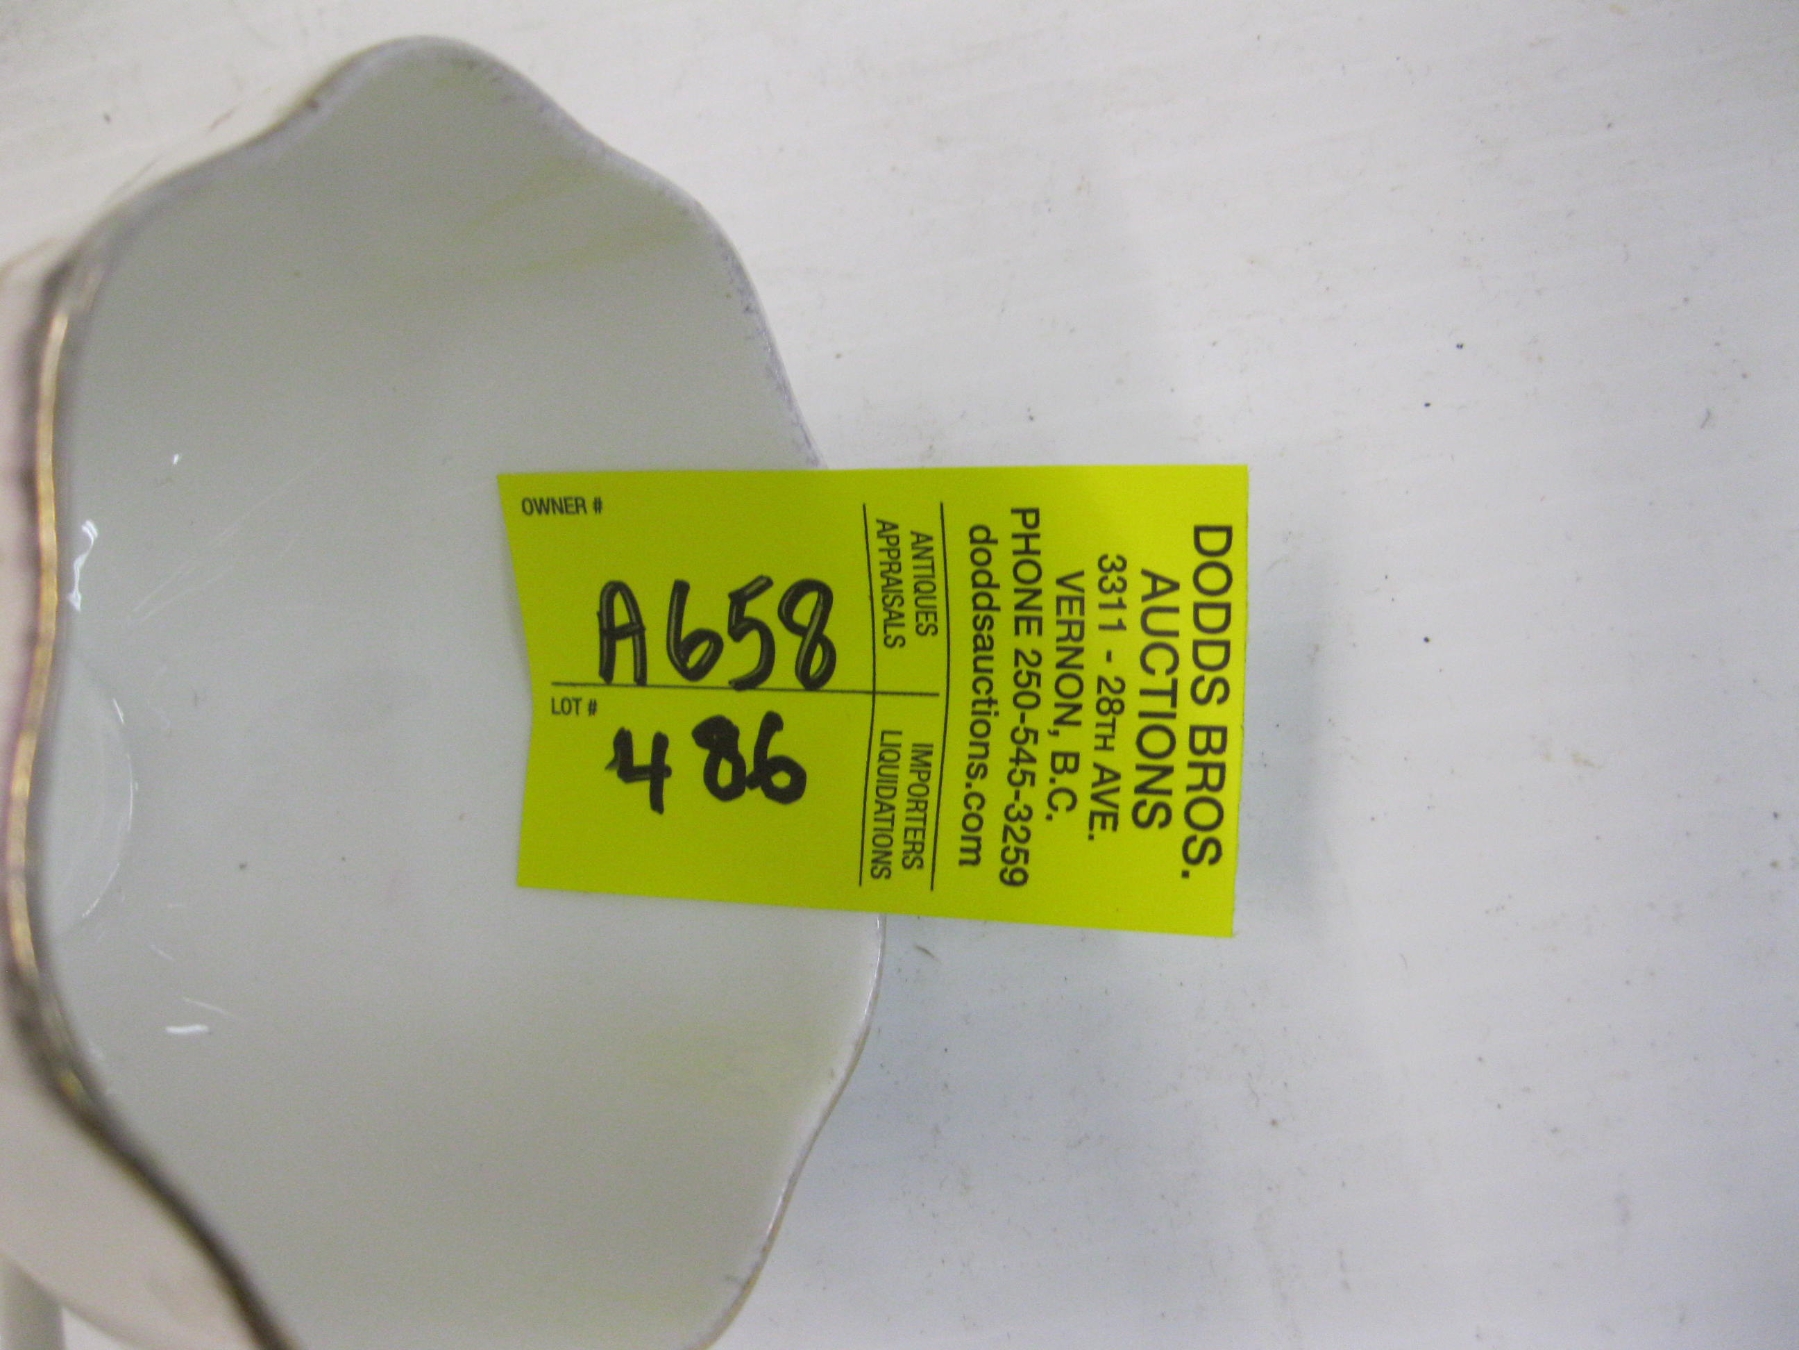 DODDS BROS.
AUCTIONS
3311 - 28TH AVE.
VERNON, B.C.
PHONE 250-545-3259
doddsauctions.com
ANTIQUES
APPRAISALS
IMPORTERS
LIQUIDATIONS
A658
486
OWNER #
LOT #